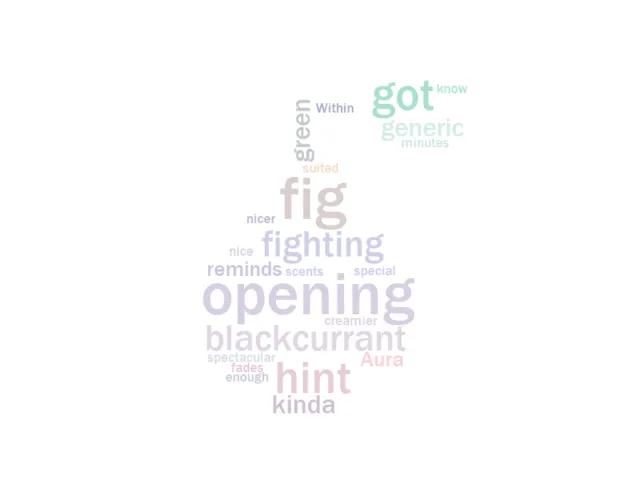 got know
generic
minutes
green
Within
suited
fig
nicer
fighting
nice
reminds scents special
opening
creamier
blackcurrant
spectacular Aura
fades
enough
hint
kinda